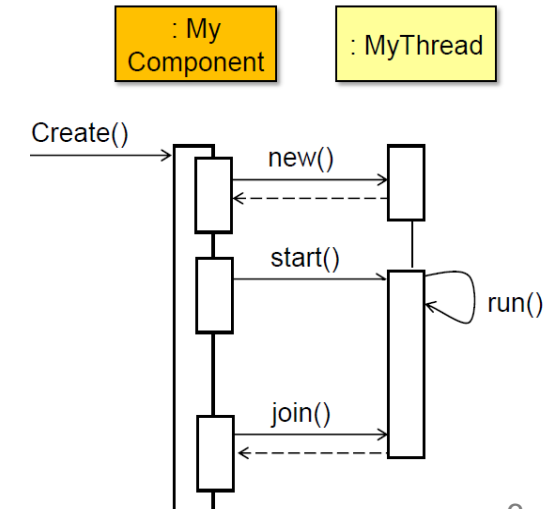 : My
Component
: MyThread
Create()
new()
start()
run()
join()